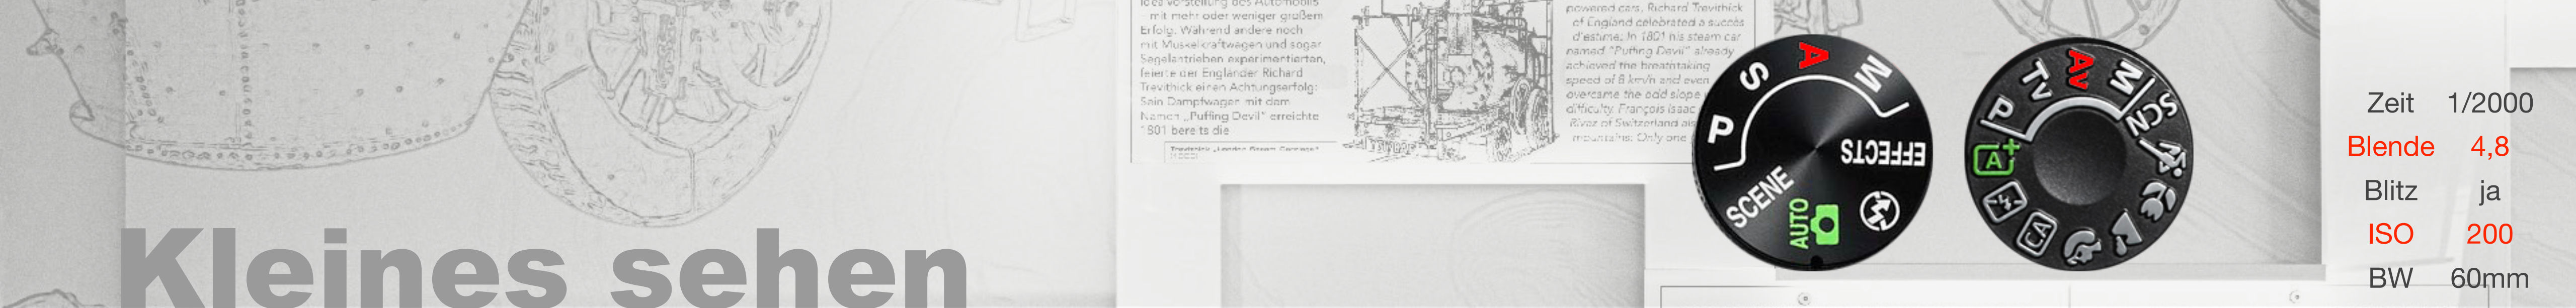 Idea Vorstellung des Automobils
mit mehr oder weniger großem
Erfolg. Während andere noch
mit Muskelkraftwagen und sogar
Segelantrieben experimentierten,
feierte der Engländer Richard
Trevithick einen Achtungserfolg:
Sein Dampfwagen mit dem
Namen „Puffing Devil“ erreichte
1801 bereits die
Trevithick „London Steam Carriage“
powered cars, Richard Trevithick
of England celebrated a succès
d'estime: In 1801 his steam car
named "Puffing Devil" already
achieved the breathtaking
speed of 8 km/h and even
overcame the odd slope
difficulty. François Isaac
Rivaz of Switzerland als
mountains: Only one
P S A M
EFFECTS
AUTO
SCENE
P Tv Av M
SCN
CA
A+
Zeit 1/2000
Blende 4,8
Blitz ja
ISO 200
BW 60mm
Kleines sehen